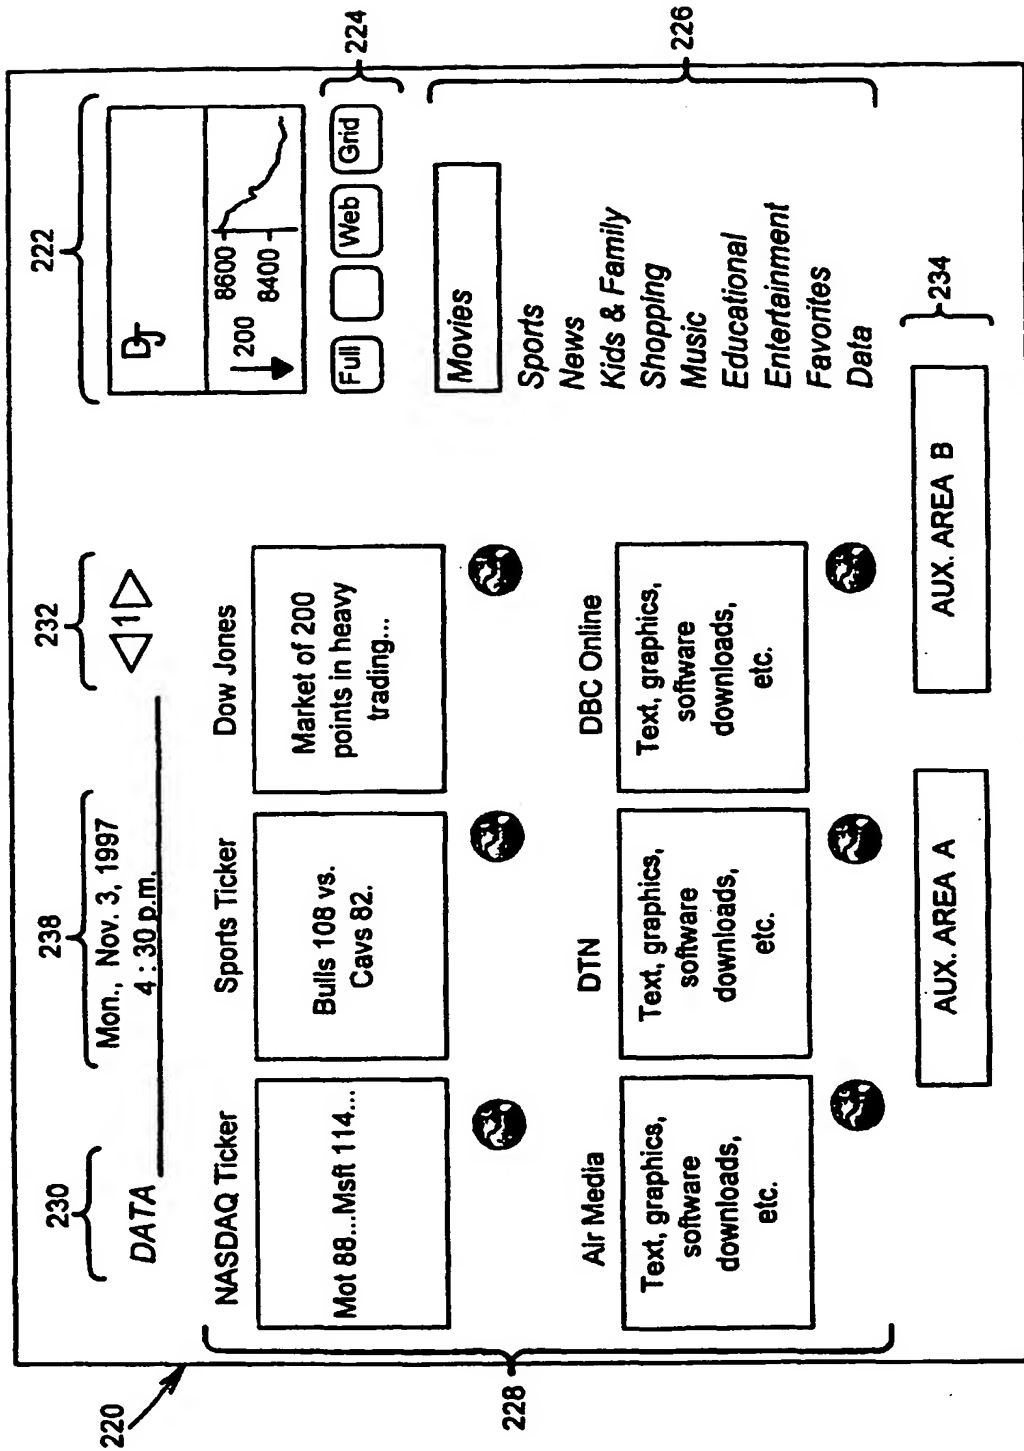 220
230
238
232
222
DATA
Mon., Nov. 3, 1997
4 : 30 p.m.
1
DJ
200
8600
8400
224
Full
Web
Grid
228
NASDAQ Ticker
Sports Ticker
Dow Jones
Mot 88...Msft 114...
Bulls 108 vs.
Cavs 82.
Market of 200
points in heavy
trading...
Air Media
DTN
DBC Online
Text, graphics,
software
downloads,
etc.
Text, graphics,
software
downloads,
etc.
Text, graphics,
software
downloads,
etc.
226
Movies
Sports
News
Kids & Family
Shopping
Music
Educational
Entertainment
Favorites
Data
AUX. AREA A
AUX. AREA B
234